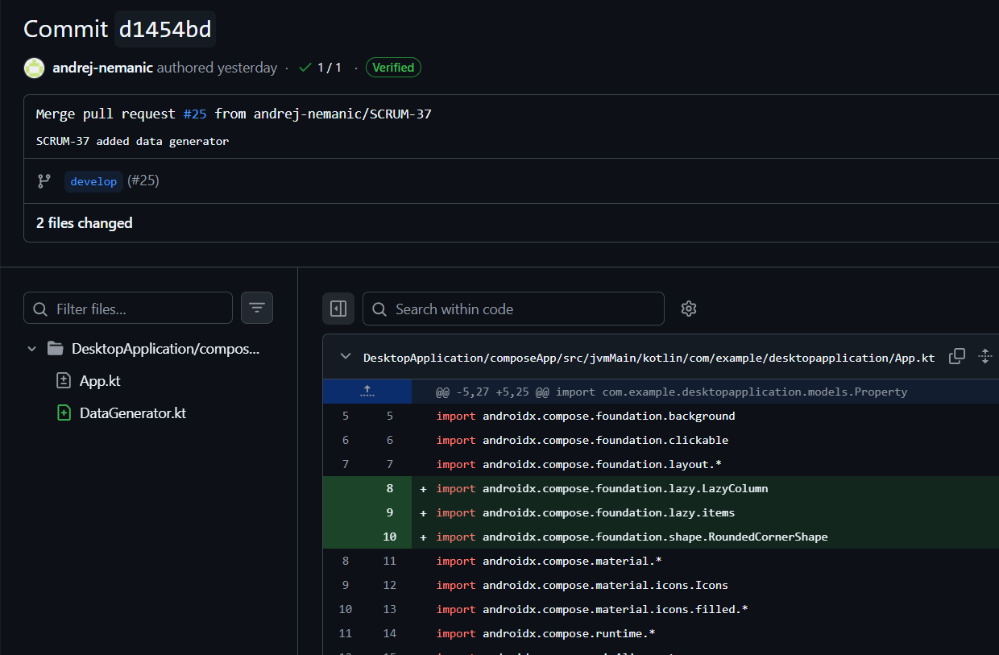 Commit d1454bd
andrej-nemanic authored yesterday · 1 / 1 · Verified
Merge pull request #25 from andrej-nemanic/SCRUM-37
SCRUM-37 added data generator
develop (#25)
2 files changed
Filter files...
Search within code
DesktopApplication/compos...
App.kt
DataGenerator.kt
DesktopApplication/composeApp/src/jvmMain/kotlin/com/example/desktopapplication/App.kt
@@ -5,27 +5,25 @@ import com.example.desktopapplication.models.Property
5 5 import androidx.compose.foundation.background
6 6 import androidx.compose.foundation.clickable
7 7 import androidx.compose.foundation.layout.*
8 + import androidx.compose.foundation.lazy.LazyColumn
9 + import androidx.compose.foundation.lazy.items
10 + import androidx.compose.foundation.shape.RoundedCornerShape
8 11 import androidx.compose.material.*
9 12 import androidx.compose.material.icons.Icons
10 13 import androidx.compose.material.icons.filled.*
11 14 import androidx.compose.runtime.*